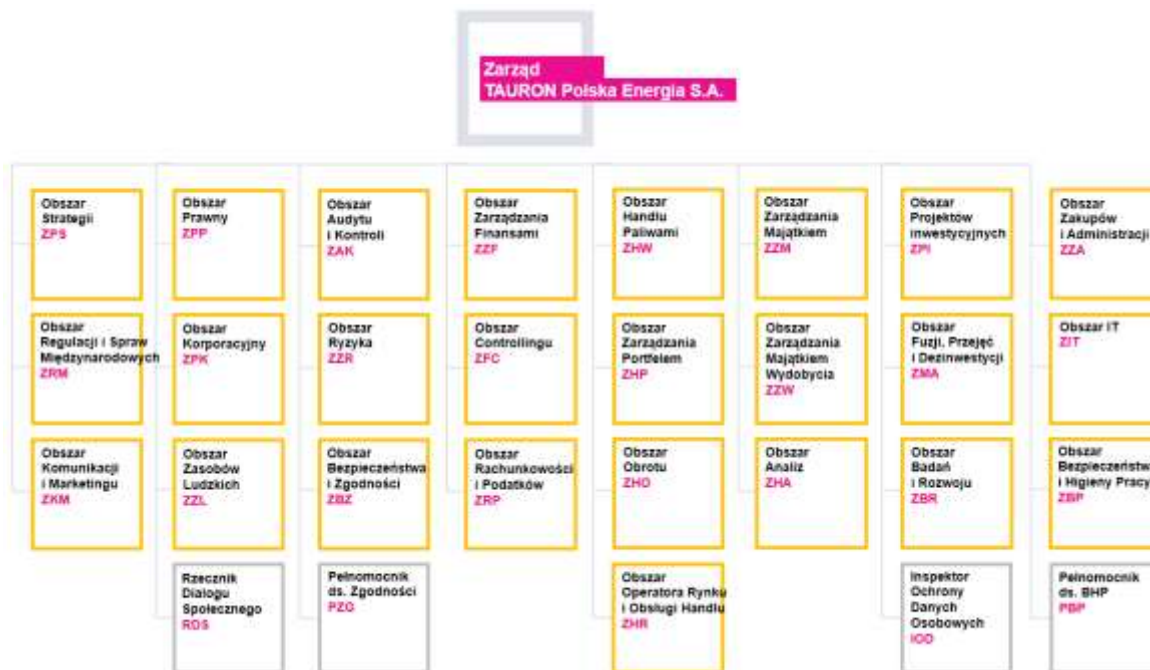 Zarząd
TAURON Polska Energia S.A.
Obszar
Strategii
ZPS
Obszar
Prawny
ZPP
Obszar
Audytu
i Kontroli
ZAK
Obszar
Zarządzania
Finansami
ZZF
Obszar
Handlu
Paliwami
ZHW
Obszar
Zarządzania
Majątkiem
ZZM
Obszar
Projektów
Inwestycyjnych
ZPI
Obszar
Zakupów
i Administracji
ZZA
Obszar
Regulacji i Spraw
Międzynarodowych
ZRM
Obszar
Korporacyjny
ZPK
Obszar
Ryzyka
ZZR
Obszar
Controllingu
ZFC
Obszar
Zarządzania
Portfelem
ZHP
Obszar
Zarządzania
Majątkiem
Wydobycia
ZZW
Obszar
Fuzji, Przejęć
i Dezinwestycji
ZMA
Obszar IT
ZIT
Obszar
Komunikacji
i Marketingu
ZKM
Obszar
Zasobów
Ludzkich
ZZL
Obszar
Bezpieczeństwa
i Zgodności
ZBZ
Obszar
Rachunkowości
i Podatków
ZRP
Obszar
Obrotu
ZHO
Obszar
Analiz
ZHA
Obszar
Badań
i Rozwoju
ZBR
Obszar
Bezpieczeństwa
i Higieny Pracy
ZBP
Rzecznik
Dialogu
Społecznego
RDS
Pełnomocnik
ds. Zgodności
PZG
Obszar
Operatora Rynku
i Obsługi Handlu
ZHR
Inspektor
Ochrony
Danych
Osobowych
IOD
Pełnomocnik
ds. BHP
PBP